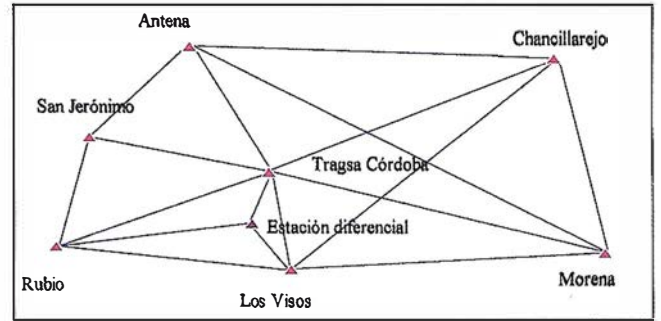 Antena
Chancillarejo
San Jerónimo
Tragsa Córdoba
Estación diferencial
Rubio
Los Visos
Morena